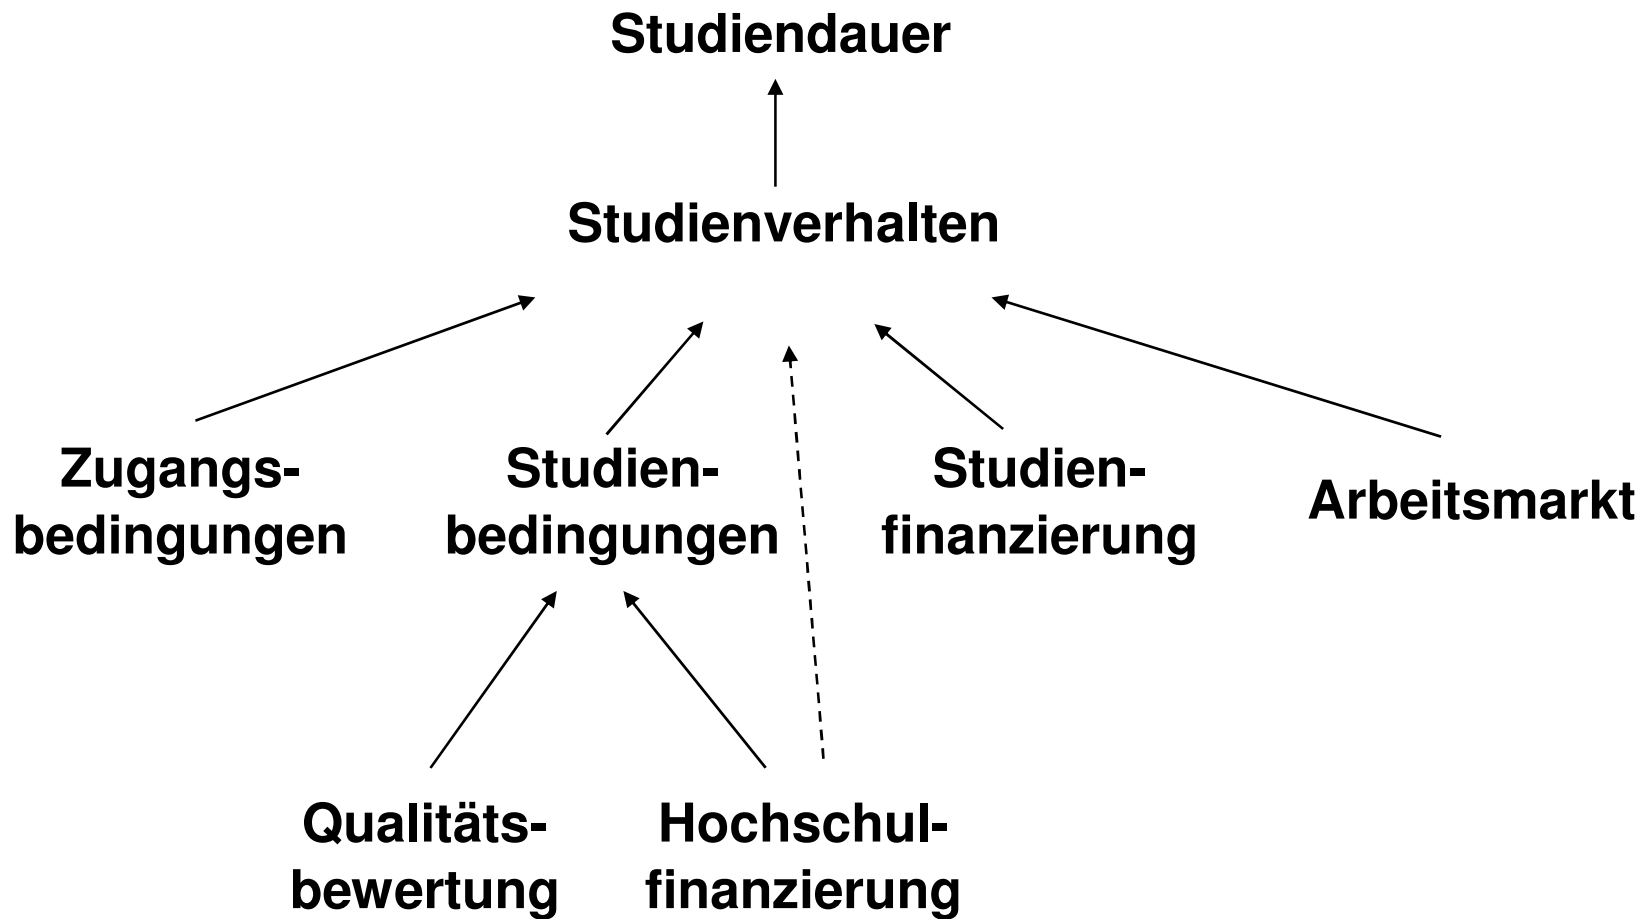 Studiendauer
Studienverhalten
Zugangs-
bedingungen
Studien-
bedingungen
Studien-
finanzierung
Arbeitsmarkt
Qualitäts-
bewertung
Hochschul-
finanzierung